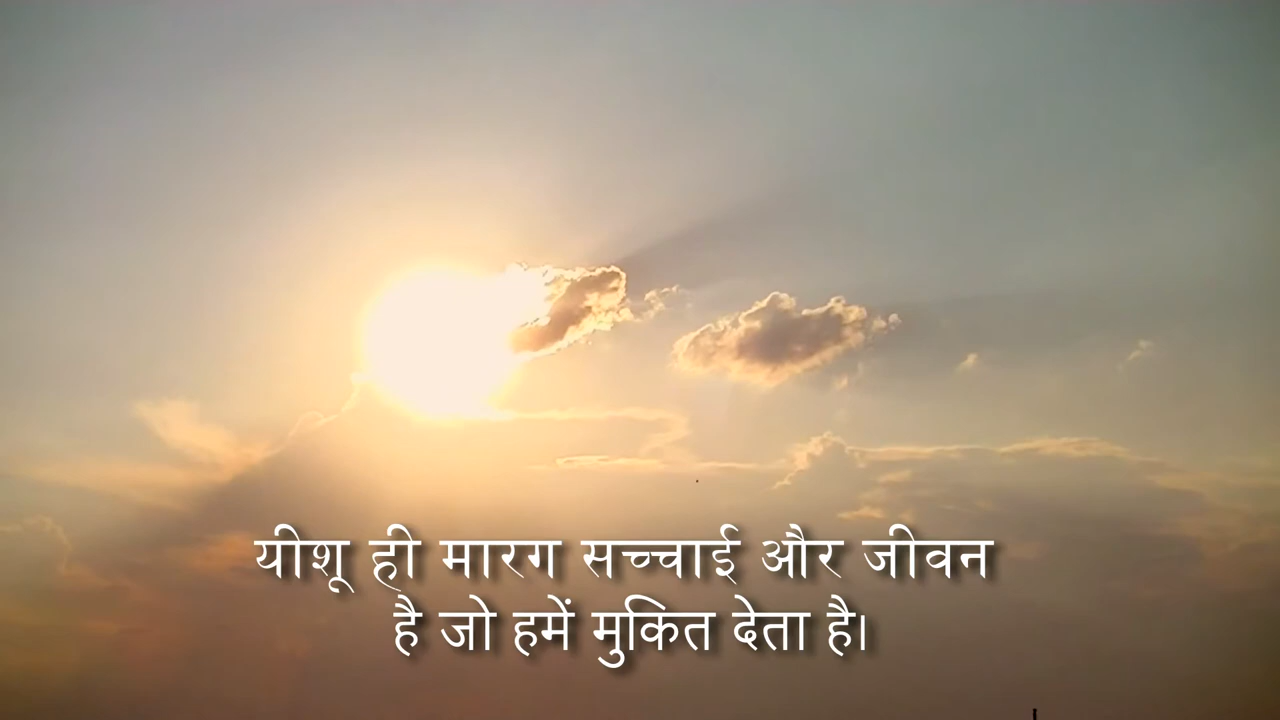 यीशू ही मारग सच्चाई और जीवन
है जो हमें मुकित देता है।